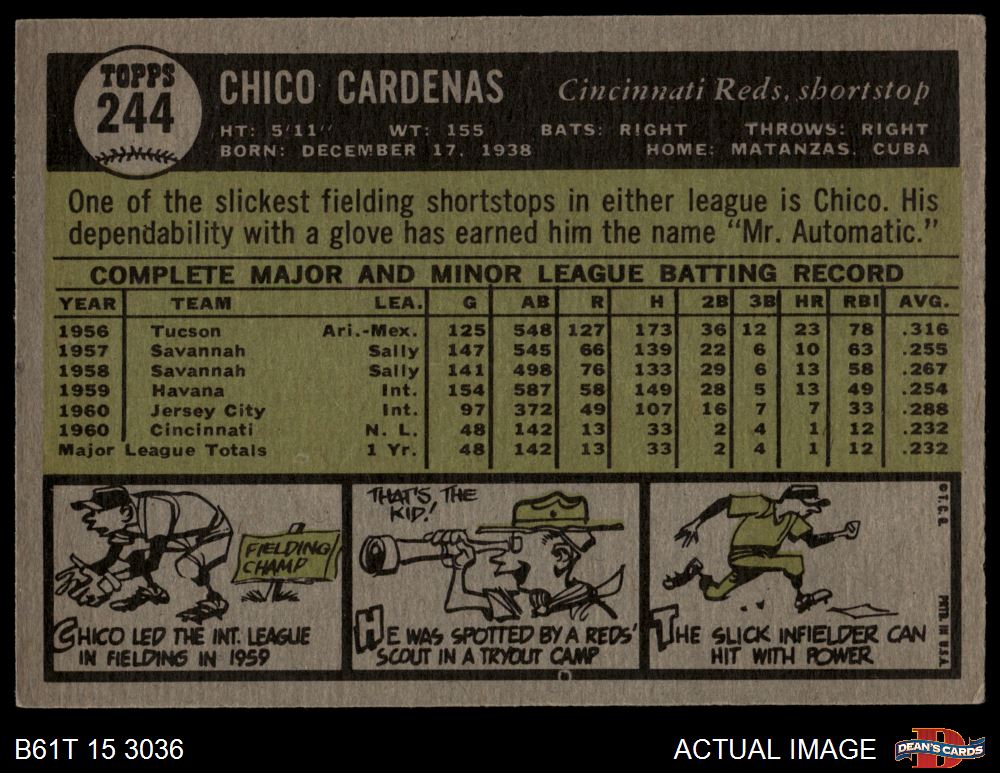 TOPPS
244
CHICO CARDENAS
Cincinnati Reds, shortstop
HT: 5'11" WT: 155 BATS: RIGHT THROWS: RIGHT
BORN: DECEMBER 17, 1938 HOME: MATANZAS, CUBA
One of the slickest fielding shortstops in either league is Chico. His
dependability with a glove has earned him the name "Mr. Automatic."
COMPLETE MAJOR AND MINOR LEAGUE BATTING RECORD
YEAR TEAM LEA. G AB R H 2B 3B HR RBI AVG.
1956 Tucson Ari.-Mex. 125 548 127 173 36 12 23 78 .316
1957 Savannah Sally 147 545 66 139 22 6 10 63 .255
1958 Savannah Sally 141 498 76 133 29 6 13 58 .267
1959 Havana Int. 154 587 58 149 28 5 13 49 .254
1960 Jersey City Int. 97 372 49 107 16 7 7 33 .288
1960 Cincinnati N. L. 48 142 13 33 2 4 1 12 .232
Major League Totals 1 Yr. 48 142 13 33 2 4 1 12 .232
FIELDING
CHAMP
CHICO LED THE INT. LEAGUE
IN FIELDING IN 1959
THAT'S THE
KID!
HE WAS SPOTTED BY A REDS'
SCOUT IN A TRYOUT CAMP
THE SLICK INFIELDER CAN
HIT WITH POWER
© T.C.G. PRTD. IN U.S.A.
B61T 15 3036
ACTUAL IMAGE
DEAN'S CARDS